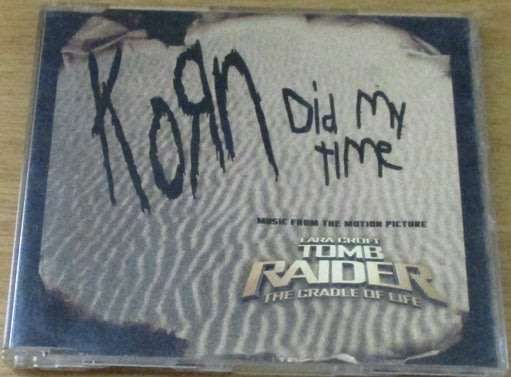 KoЯn
Did my
time
MUSIC FROM THE MOTION PICTURE
LARA CROFT
TOMB
RAIDER
THE CRADLE OF LIFE